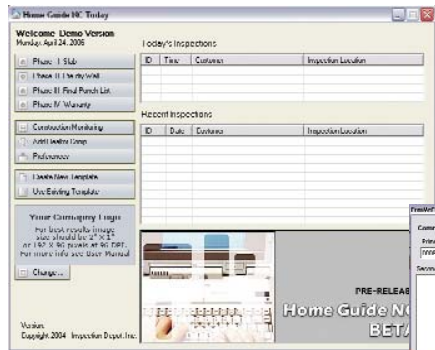 Home Guide NC Today
Welcome Demo Version
Monday, April 24, 2006
Phase I Slab
Phase II Pre dry Wall
Phase III Final Punch List
Phase IV Warranty
Construction Monitoring
Preferences
Create New Template
Use Existing Template
Your Company Logo
For best results image
size should be 2" X 1"
or 192 X 96 pixels at 96 DPI.
For more info see User Manual
Change...
Version:
Copyright 2004 Inspection Depot, Inc.
Today's Inspections
ID Time Customer Inspection Location
Recent Inspections
ID Date Customer Inspection Location
PRE-RELEAS
Home Guide N
BETA